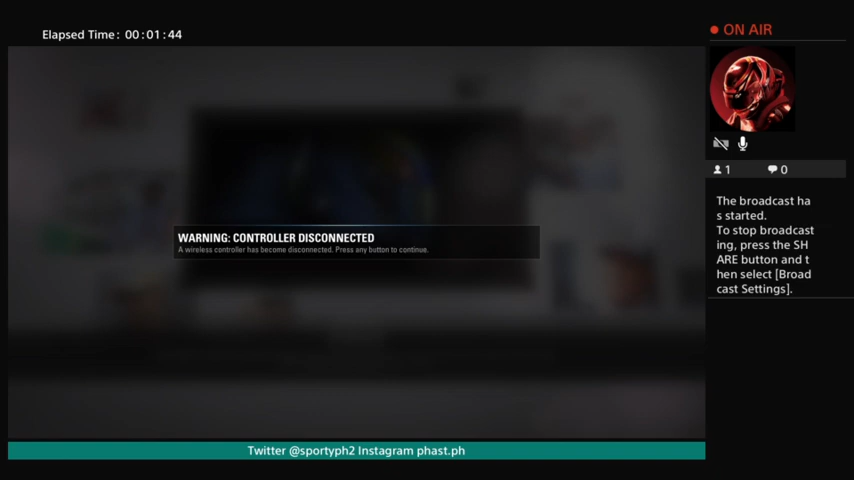 Elapsed Time: 00:01:44
ON AIR
WARNING: CONTROLLER DISCONNECTED
A wireless controller has become disconnected. Press any button to continue.
1 0
The broadcast ha
s started.
To stop broadcast
ing, press the SH
ARE button and t
hen select [Broad
cast Settings].
Twitter @sportyph2 Instagram phast.ph